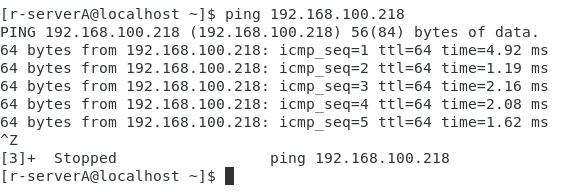 [r-serverA@localhost ~]$ ping 192.168.100.218
PING 192.168.100.218 (192.168.100.218) 56(84) bytes of data.
64 bytes from 192.168.100.218: icmp_seq=1 ttl=64 time=4.92 ms
64 bytes from 192.168.100.218: icmp_seq=2 ttl=64 time=1.19 ms
64 bytes from 192.168.100.218: icmp_seq=3 ttl=64 time=2.16 ms
64 bytes from 192.168.100.218: icmp_seq=4 ttl=64 time=2.08 ms
64 bytes from 192.168.100.218: icmp_seq=5 ttl=64 time=1.62 ms
^Z
[3]+  Stopped                 ping 192.168.100.218
[r-serverA@localhost ~]$